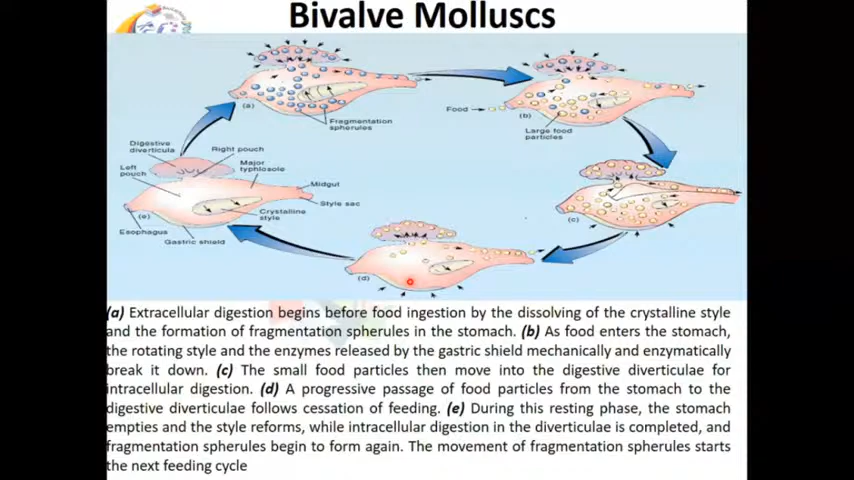 Bivalve Molluscs
(a)
Fragmentation
spherules
Food
(b)
Large food
particles
Digestive
diverticula
Right pouch
Left
pouch
Major
typhlosole
Midgut
Style sac
(e)
Crystalline
style
Esophagus
Gastric shield
(c)
(d)
(a) Extracellular digestion begins before food ingestion by the dissolving of the crystalline style
and the formation of fragmentation spherules in the stomach. (b) As food enters the stomach,
the rotating style and the enzymes released by the gastric shield mechanically and enzymatically
break it down. (c) The small food particles then move into the digestive diverticulae for
intracellular digestion. (d) A progressive passage of food particles from the stomach to the
digestive diverticulae follows cessation of feeding. (e) During this resting phase, the stomach
empties and the style reforms, while intracellular digestion in the diverticulae is completed, and
fragmentation spherules begin to form again. The movement of fragmentation spherules starts
the next feeding cycle